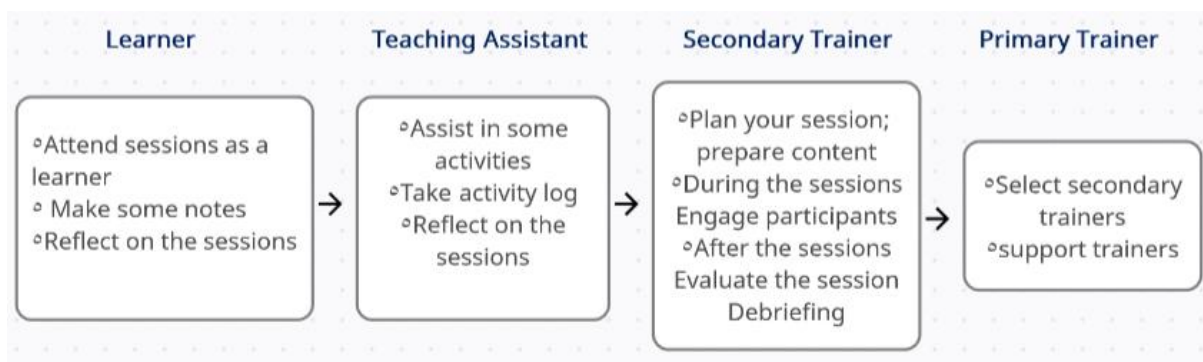 Learner
⚬Attend sessions as a
learner
⚬ Make some notes
⚬Reflect on the sessions
Teaching Assistant
⚬Assist in some
activities
⚬Take activity log
⚬Reflect on the
sessions
Secondary Trainer
⚬Plan your session;
prepare content
⚬During the sessions
Engage participants
⚬After the sessions
Evaluate the session
Debriefing
Primary Trainer
⚬Select secondary
trainers
⚬support trainers